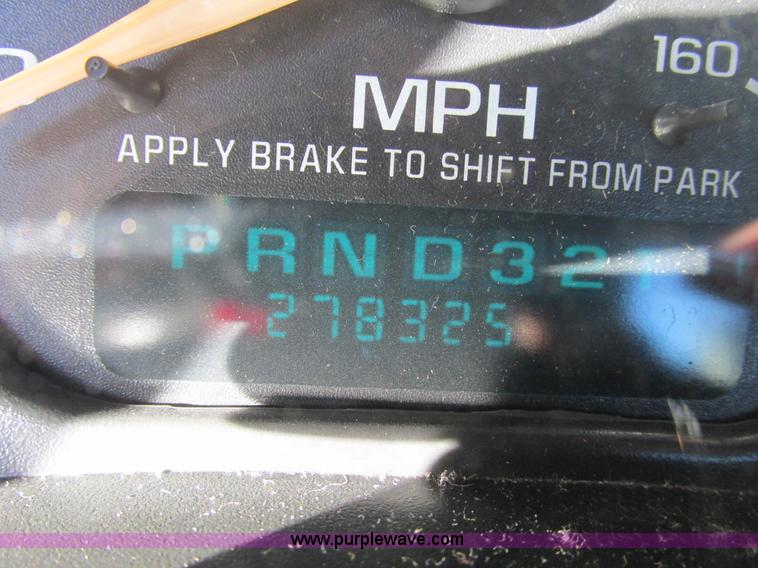 160
MPH
APPLY BRAKE TO SHIFT FROM PARK
PRND321
278325
www.purplewave.com